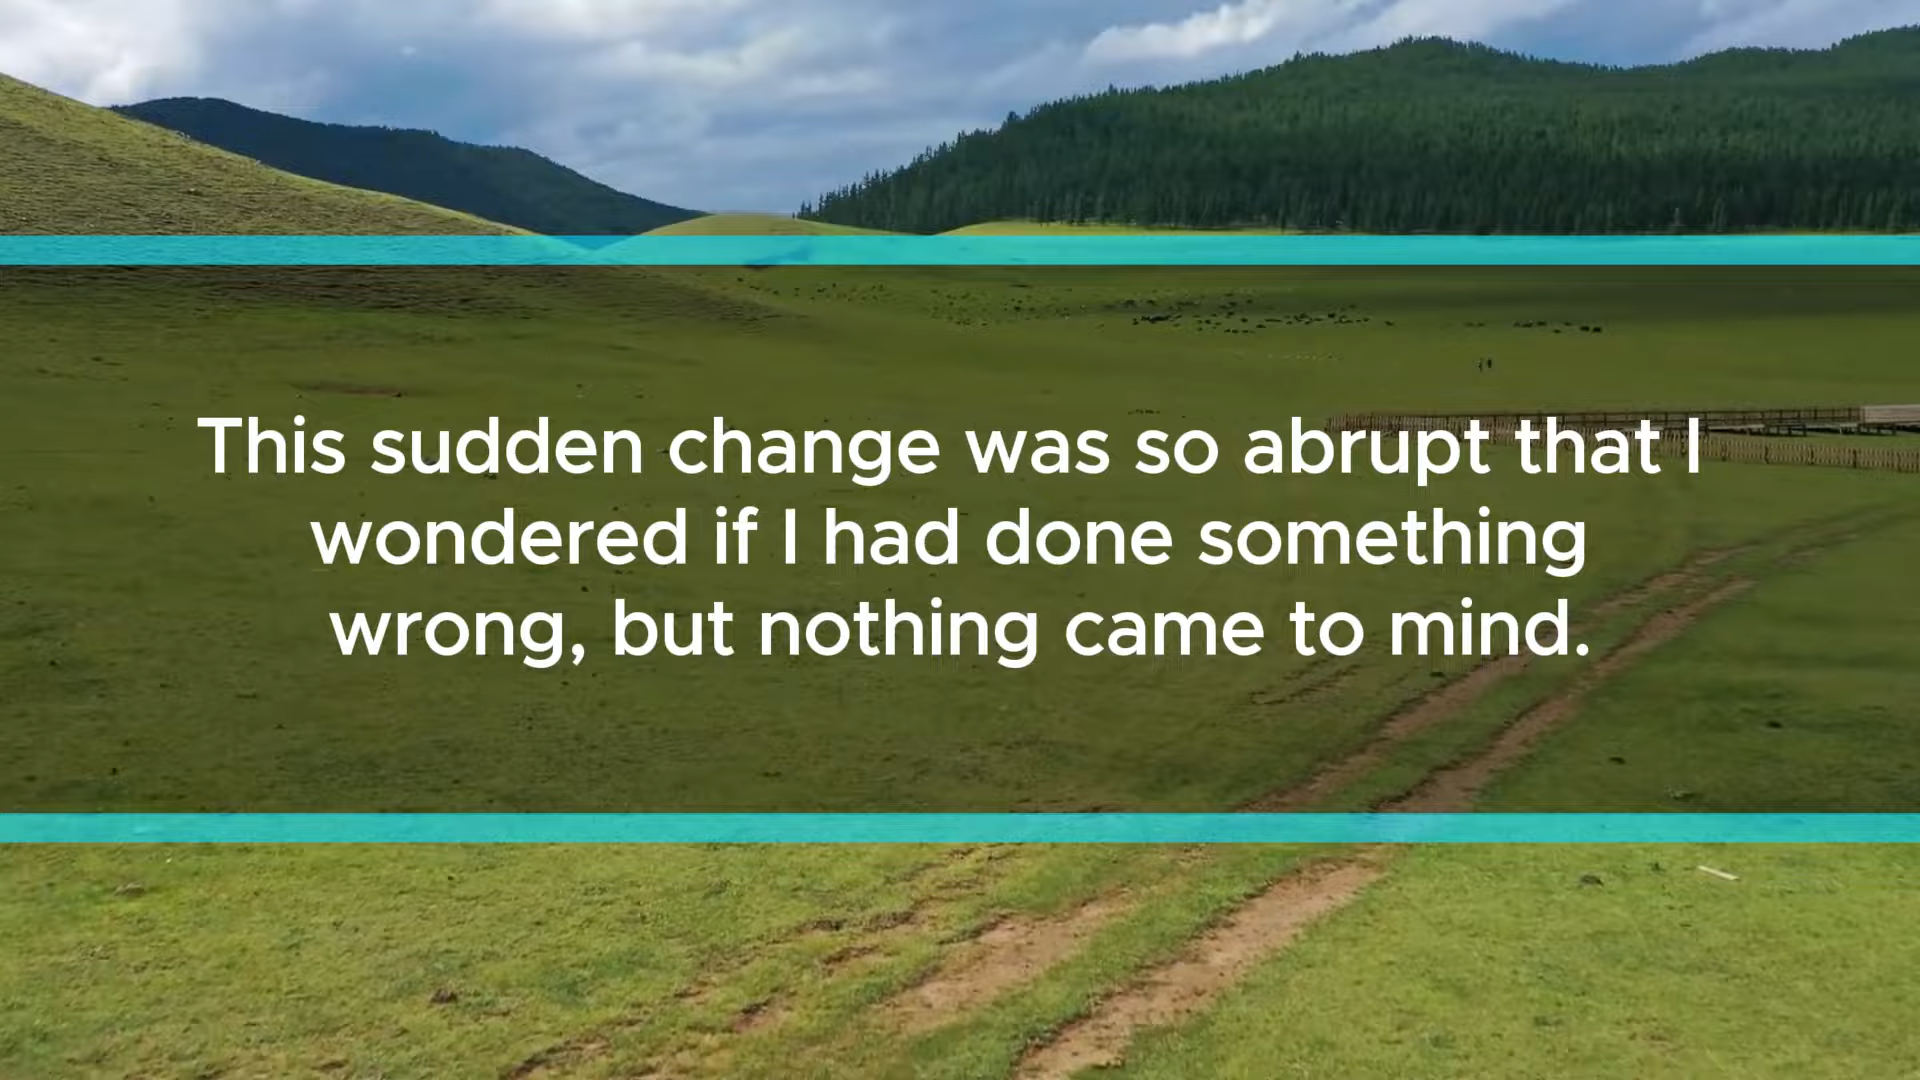 This sudden change was so abrupt that I
wondered if I had done something
wrong, but nothing came to mind.